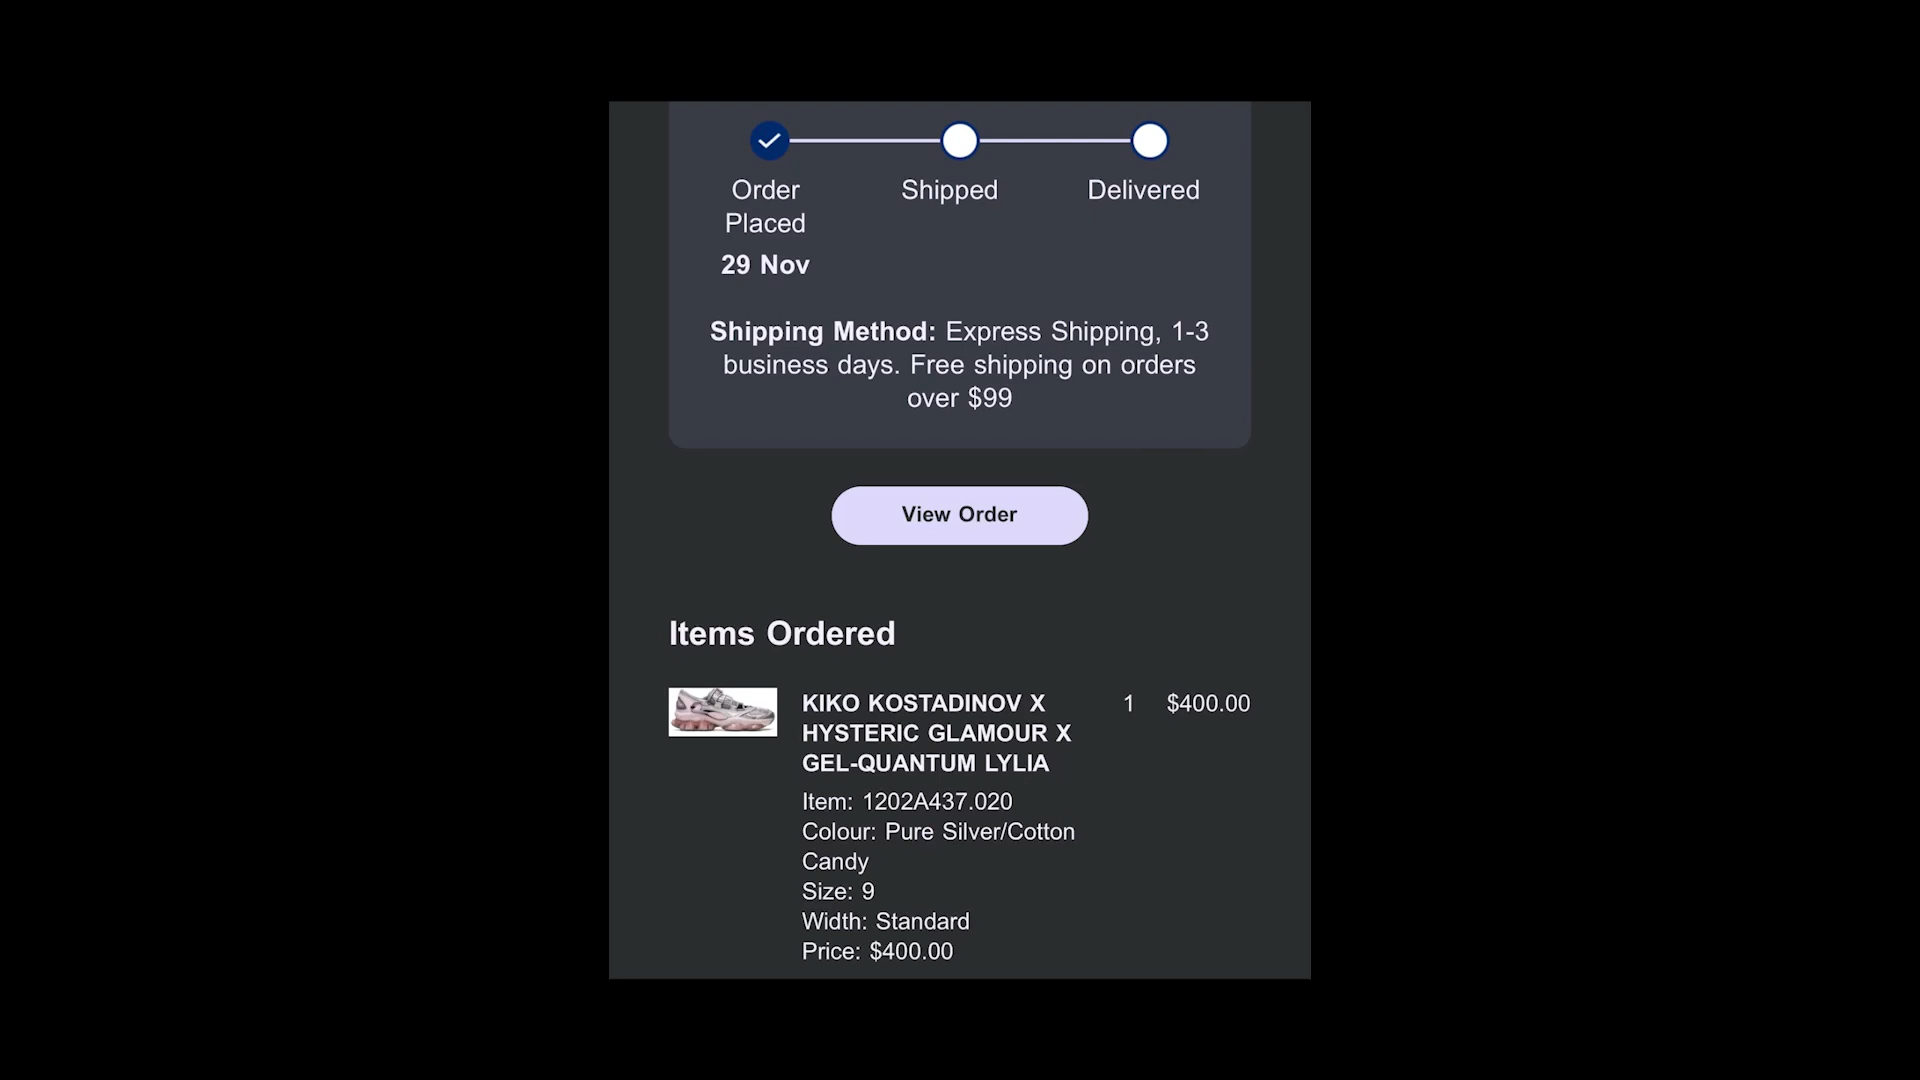 Order
Placed
29 Nov
Shipped
Delivered
Shipping Method: Express Shipping, 1-3
business days. Free shipping on orders
over $99
View Order
Items Ordered
KIKO KOSTADINOV X
HYSTERIC GLAMOUR X
GEL-QUANTUM LYLIA
1
$400.00
Item: 1202A437.020
Colour: Pure Silver/Cotton
Candy
Size: 9
Width: Standard
Price: $400.00